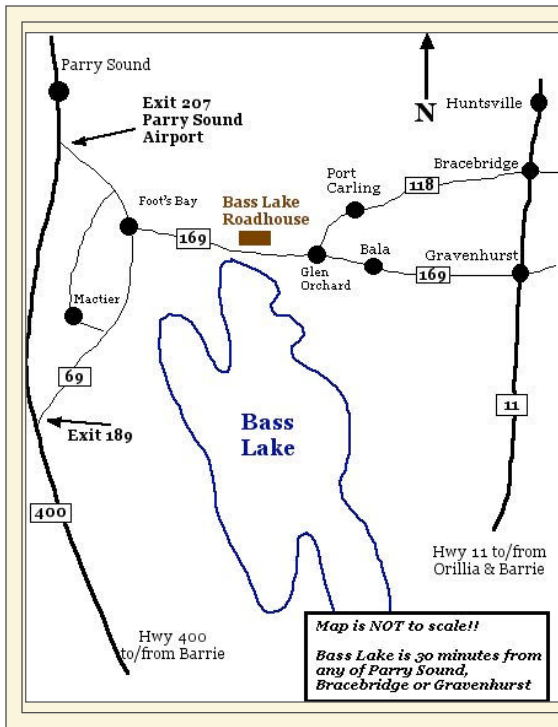 Parry Sound
Exit 207
Parry Sound
Airport
N
Huntsville
Bracebridge
Port
Carling
118
Foot's Bay
Bass Lake
Roadhouse
169
Glen
Orchard
Bala
Gravenhurst
169
Mactier
69
Exit 189
Bass
Lake
11
400
Hwy 11 to/from
Orillia & Barrie
Hwy 400
to/from Barrie
Map is NOT to scale!!
Bass Lake is 30 minutes from
any of Parry Sound,
Bracebridge or Gravenhurst